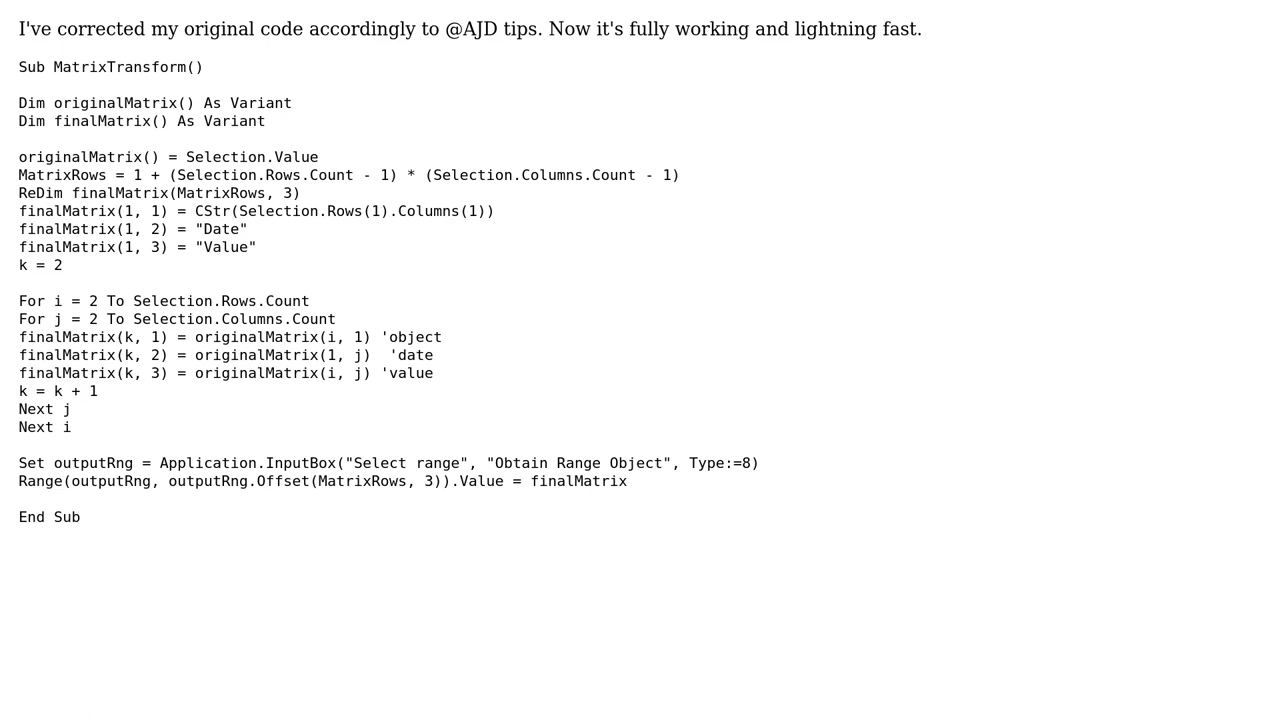 I've corrected my original code accordingly to @AJD tips. Now it's fully working and lightning fast.
Sub MatrixTransform()
Dim originalMatrix() As Variant
Dim finalMatrix() As Variant
originalMatrix() = Selection.Value
MatrixRows = 1 + (Selection.Rows.Count - 1) * (Selection.Columns.Count - 1)
ReDim finalMatrix(MatrixRows, 3)
finalMatrix(1, 1) = CStr(Selection.Rows(1).Columns(1))
finalMatrix(1, 2) = "Date"
finalMatrix(1, 3) = "Value"
k = 2
For i = 2 To Selection.Rows.Count
For j = 2 To Selection.Columns.Count
finalMatrix(k, 1) = originalMatrix(i, 1) 'object
finalMatrix(k, 2) = originalMatrix(1, j)  'date
finalMatrix(k, 3) = originalMatrix(i, j) 'value
k = k + 1
Next j
Next i
Set outputRng = Application.InputBox("Select range", "Obtain Range Object", Type:=8)
Range(outputRng, outputRng.Offset(MatrixRows, 3)).Value = finalMatrix
End Sub